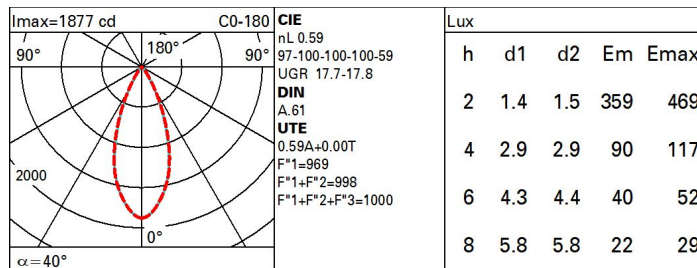 Imax=1877 cd C0-180
90° 180° 90°
2000
0°
α=40°
CIE
nL 0.59
97-100-100-100-59
UGR 17.7-17.8
DIN
A.61
UTE
0.59A+0.00T
F"1=969
F"1+F"2=998
F"1+F"2+F"3=1000
Lux
h d1 d2 Em Emax
2 1.4 1.5 359 469
4 2.9 2.9 90 117
6 4.3 4.4 40 52
8 5.8 5.8 22 29